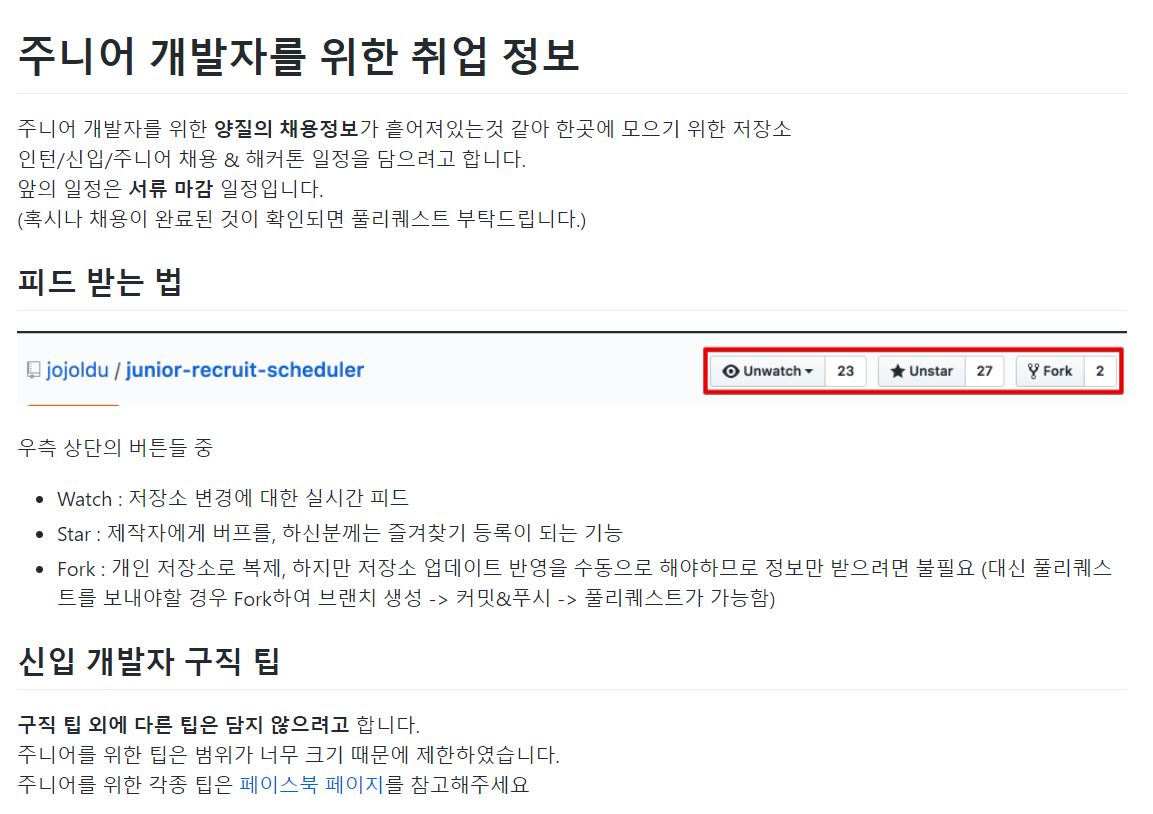 주니어 개발자를 위한 취업 정보
주니어 개발자를 위한 양질의 채용정보가 흩어져있는것 같아 한곳에 모으기 위한 저장소
인턴/신입/주니어 채용 & 해커톤 일정을 담으려고 합니다.
앞의 일정은 서류 마감 일정입니다.
(혹시나 채용이 완료된 것이 확인되면 풀리퀘스트 부탁드립니다.)
피드 받는 법
jojoldu / junior-recruit-scheduler Unwatch 23 Unstar 27 Fork 2
우측 상단의 버튼들 중
Watch : 저장소 변경에 대한 실시간 피드
Star : 제작자에게 버프를, 하신분께는 즐겨찾기 등록이 되는 기능
Fork : 개인 저장소로 복제, 하지만 저장소 업데이트 반영을 수동으로 해야하므로 정보만 받으려면 불필요 (대신 풀리퀘스
트를 보내야할 경우 Fork하여 브랜치 생성 -> 커밋&푸시 -> 풀리퀘스트가 가능함)
신입 개발자 구직 팁
구직 팁 외에 다른 팁은 담지 않으려고 합니다.
주니어를 위한 팁은 범위가 너무 크기 때문에 제한하였습니다.
주니어를 위한 각종 팁은 페이스북 페이지를 참고해주세요